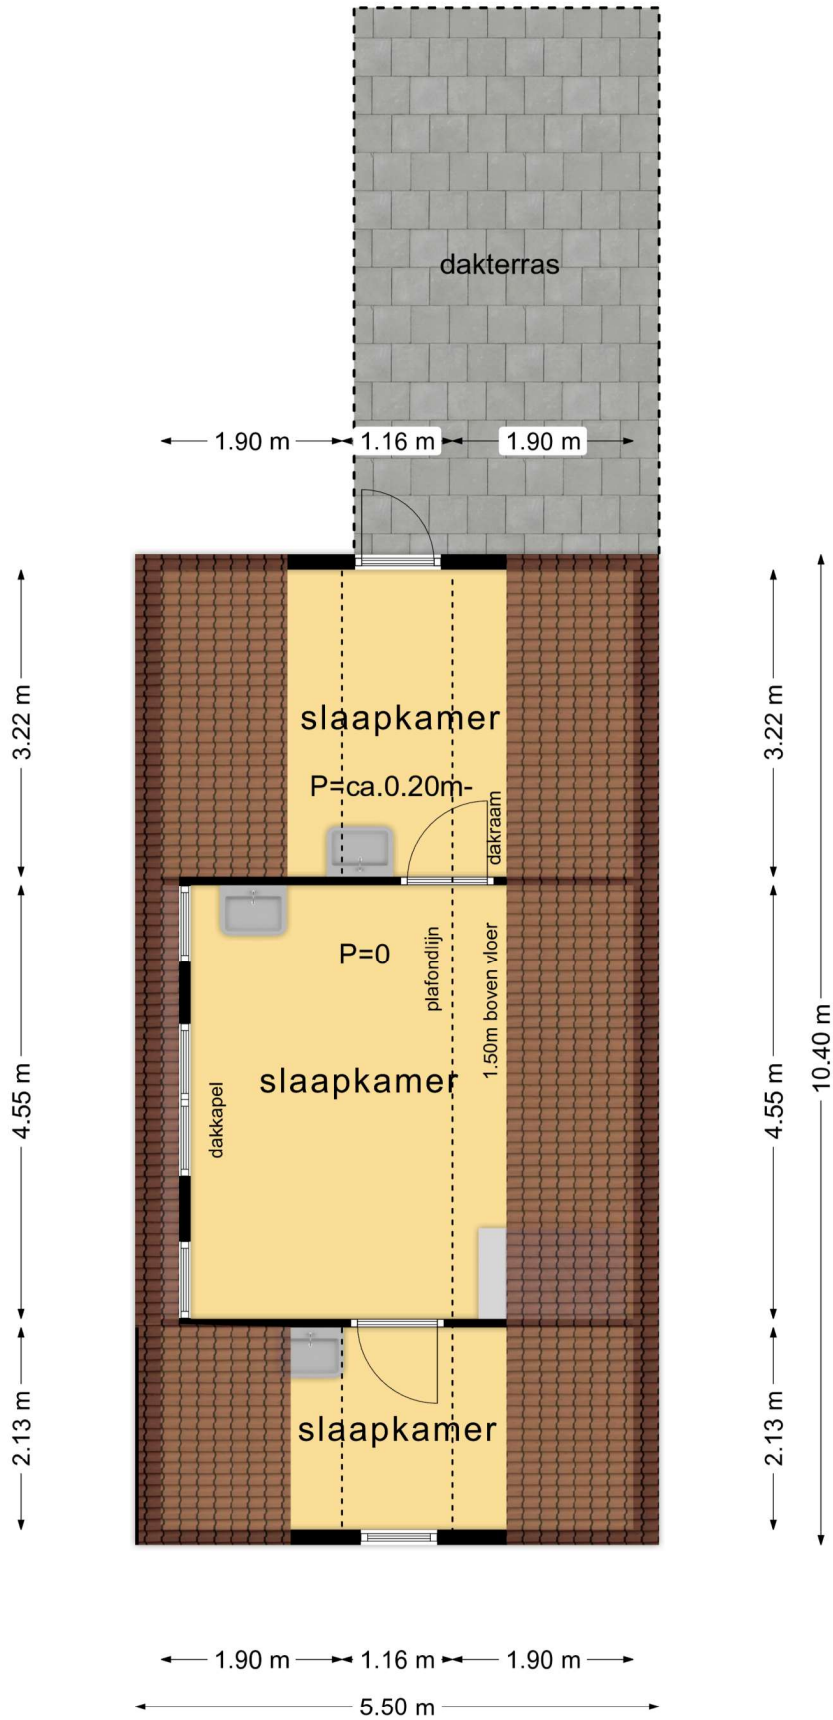 dakterras
1.90 m
1.16 m
1.90 m
3.22 m
3.22 m
slaapkamer
P=ca.0.20m-
dakraam
P=0
plafondlijn
1.50m boven vloer
slaapkamer
dakkapel
4.55 m
4.55 m
10.40 m
2.13 m
2.13 m
slaapkamer
1.90 m
1.16 m
1.90 m
5.50 m